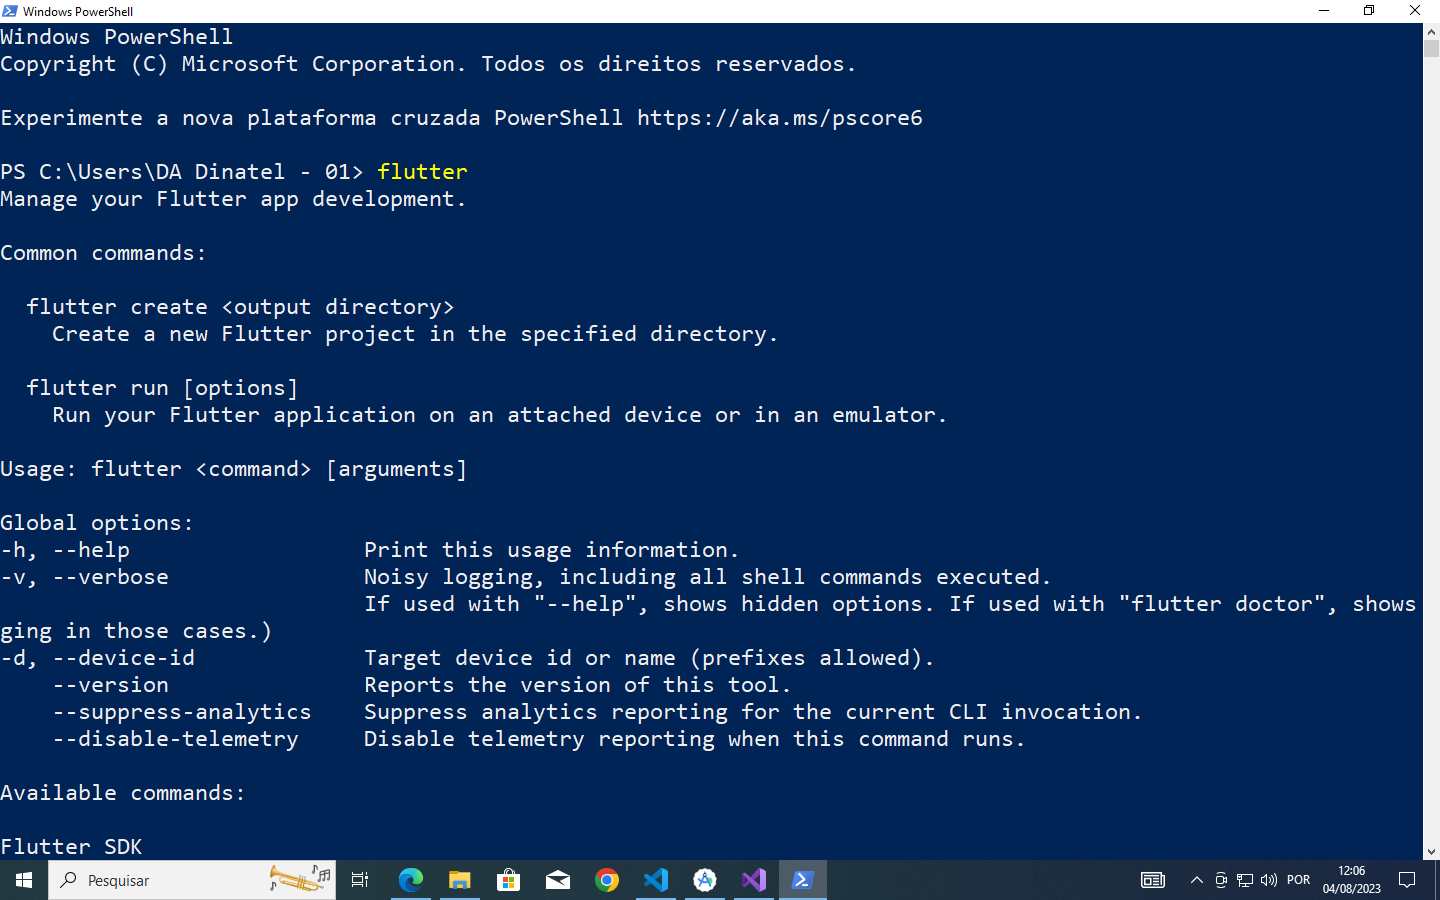 Windows PowerShell
Windows PowerShell
Copyright (C) Microsoft Corporation. Todos os direitos reservados.
Experimente a nova plataforma cruzada PowerShell https://aka.ms/pscore6
PS C:\Users\DA Dinatel - 01> flutter
Manage your Flutter app development.
Common commands:
  flutter create <output directory>
    Create a new Flutter project in the specified directory.
  flutter run [options]
    Run your Flutter application on an attached device or in an emulator.
Usage: flutter <command> [arguments]
Global options:
-h, --help                  Print this usage information.
-v, --verbose               Noisy logging, including all shell commands executed.
                            If used with "--help", shows hidden options. If used with "flutter doctor", shows
ging in those cases.)
-d, --device-id             Target device id or name (prefixes allowed).
    --version               Reports the version of this tool.
    --suppress-analytics    Suppress analytics reporting for the current CLI invocation.
    --disable-telemetry     Disable telemetry reporting when this command runs.
Available commands:
Flutter SDK
Pesquisar
POR
12:06
04/08/2023